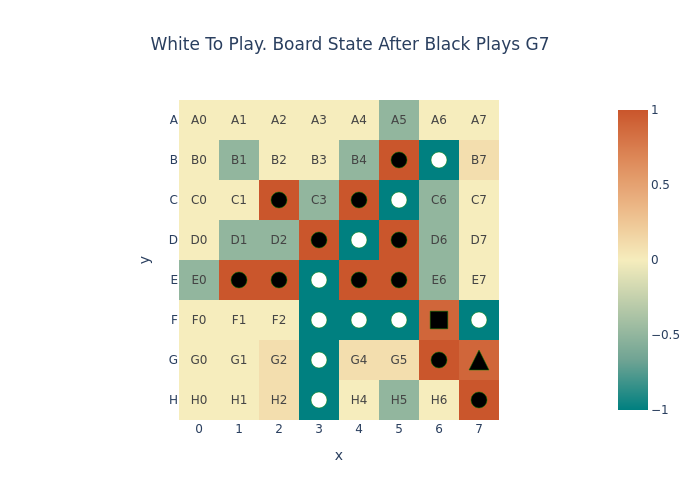 White To Play. Board State After Black Plays G7
A A0 A1 A2 A3 A4 A5 A6 A7
B B0 B1 B2 B3 B4 B7
C C0 C1 C3 C6 C7
D D0 D1 D2 D6 D7
E E0 E6 E7
F F0 F1 F2
G G0 G1 G2 G4 G5
H H0 H1 H2 H4 H5 H6
0 1 2 3 4 5 6 7
x
y
1
0.5
0
−0.5
−1